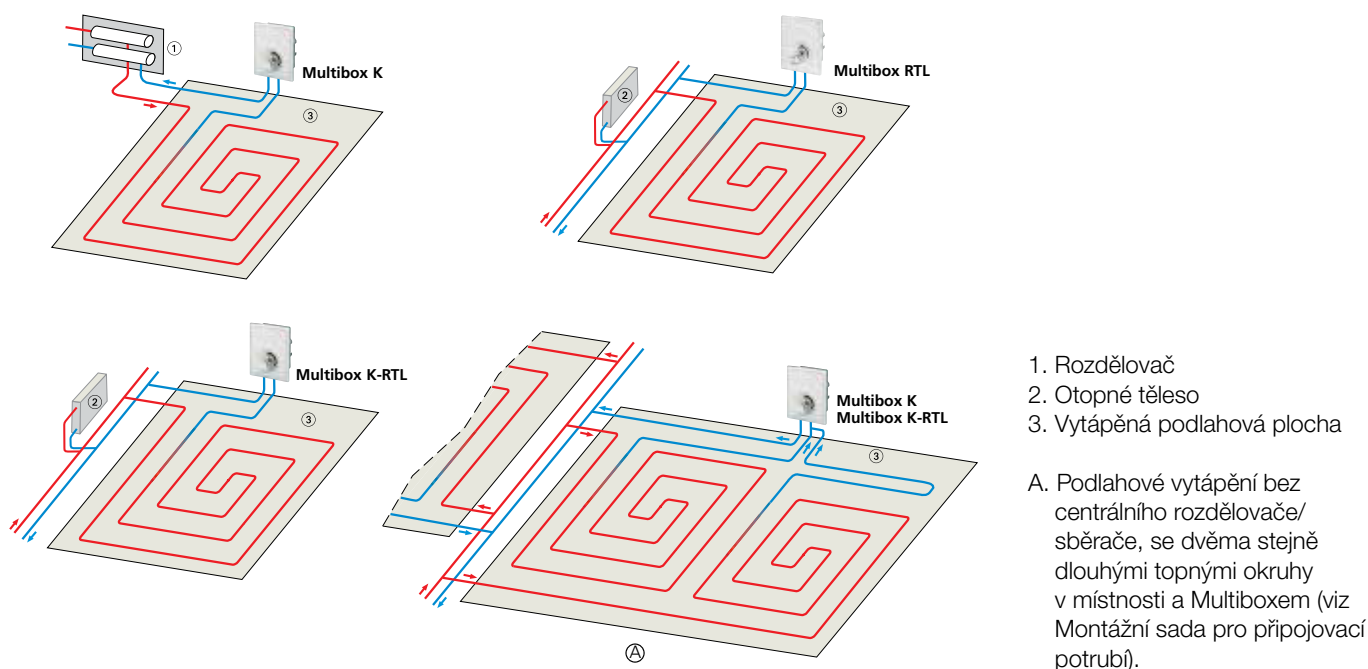 ①
Multibox K
③
Multibox RTL
②
③
Multibox K-RTL
②
③
Multibox K
Multibox K-RTL
③
Ⓐ
1. Rozdělovač
2. Otopné těleso
3. Vytápěná podlahová plocha
A. Podlahové vytápění bez
centrálního rozdělovače/
sběrače, se dvěma stejně
dlouhými topnými okruhy
v místnosti a Multiboxem (viz
Montážní sada pro připojovací
potrubí).